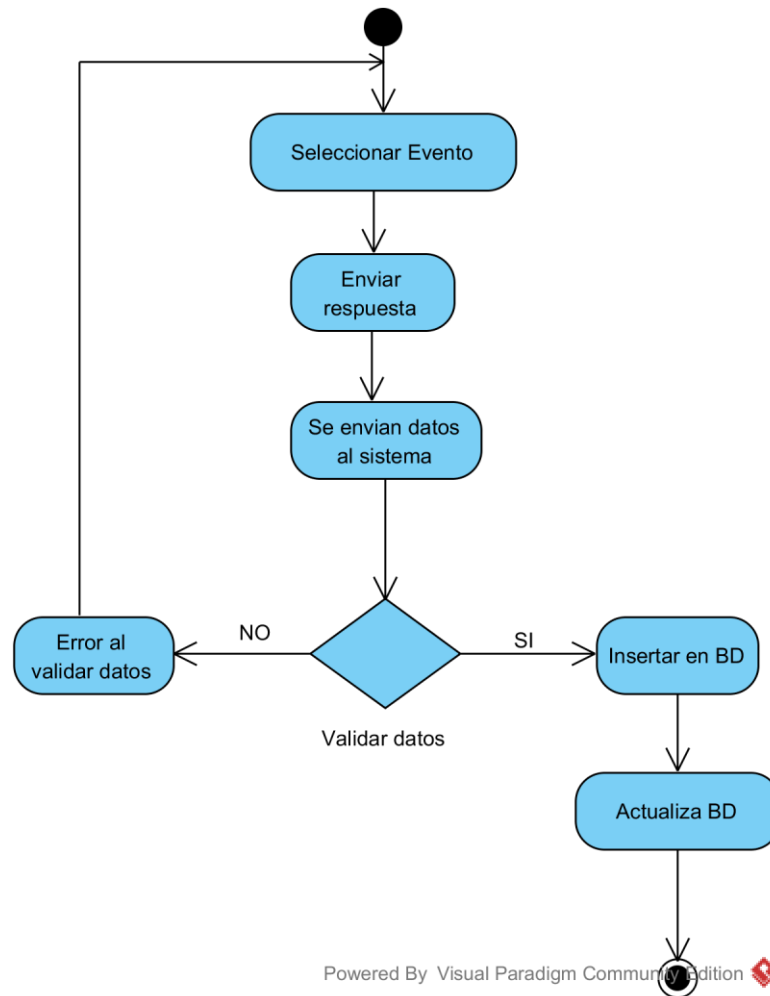 Seleccionar Evento
Enviar
respuesta
Se envian datos
al sistema
NO
SI
Error al
validar datos
Insertar en BD
Validar datos
Actualiza BD
Powered By Visual Paradigm Community Edition